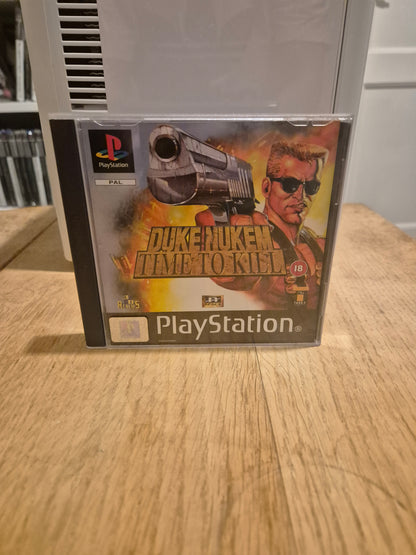 PlayStation
PAL
DUKE NUKEM
TIME TO KILL
18
PlayStation